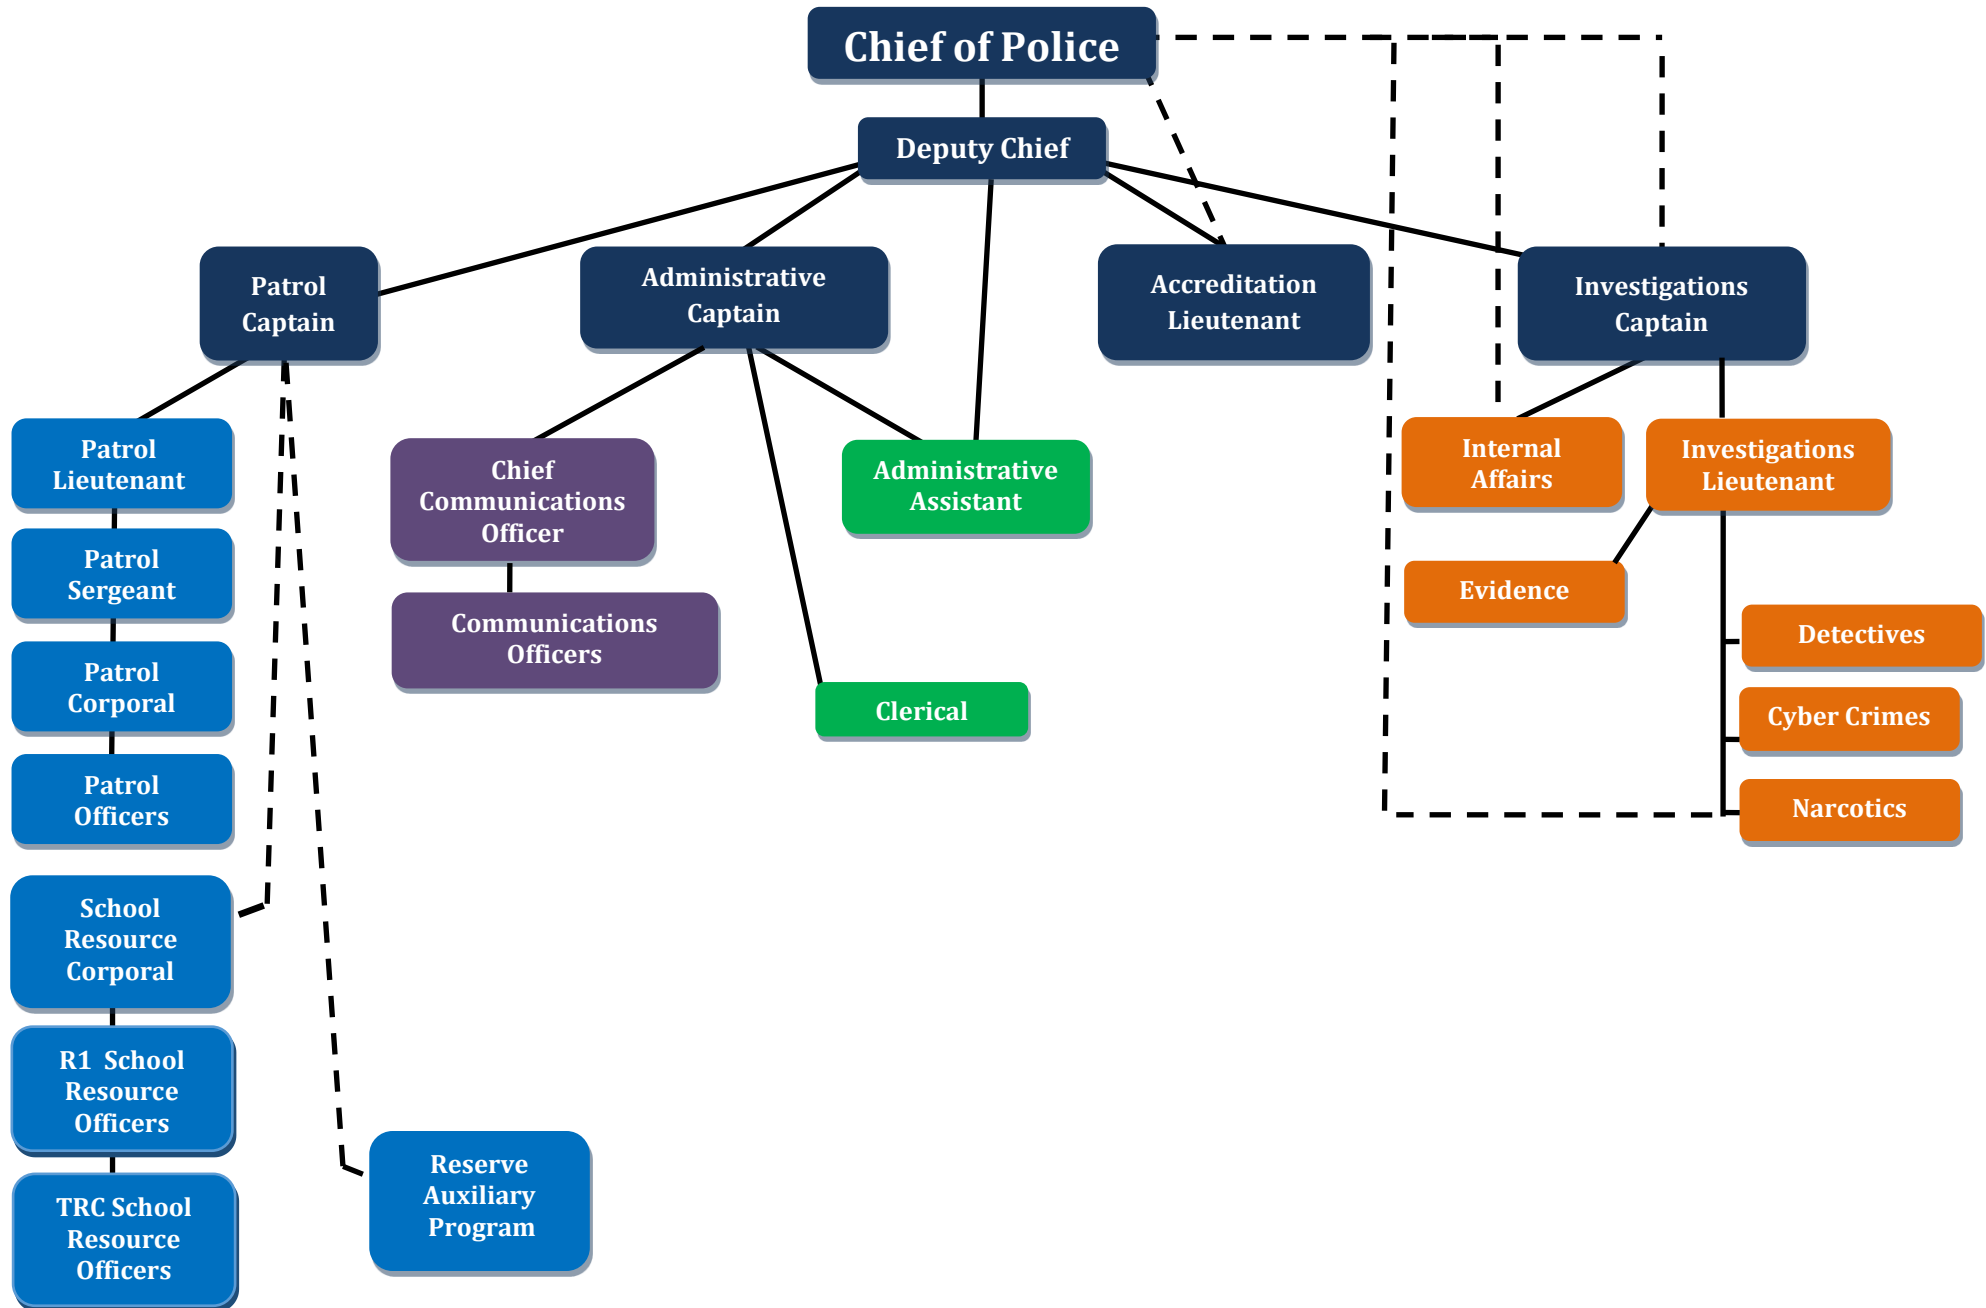 Chief of Police
Deputy Chief
Patrol
Captain
Administrative
Captain
Accreditation
Lieutenant
Investigations
Captain
Patrol
Lieutenant
Patrol
Sergeant
Patrol
Corporal
Patrol
Officers
School
Resource
Corporal
R1 School
Resource
Officers
TRC School
Resource
Officers
Reserve
Auxiliary
Program
Chief
Communications
Officer
Communications
Officers
Administrative
Assistant
Clerical
Internal
Affairs
Investigations
Lieutenant
Evidence
Detectives
Cyber Crimes
Narcotics